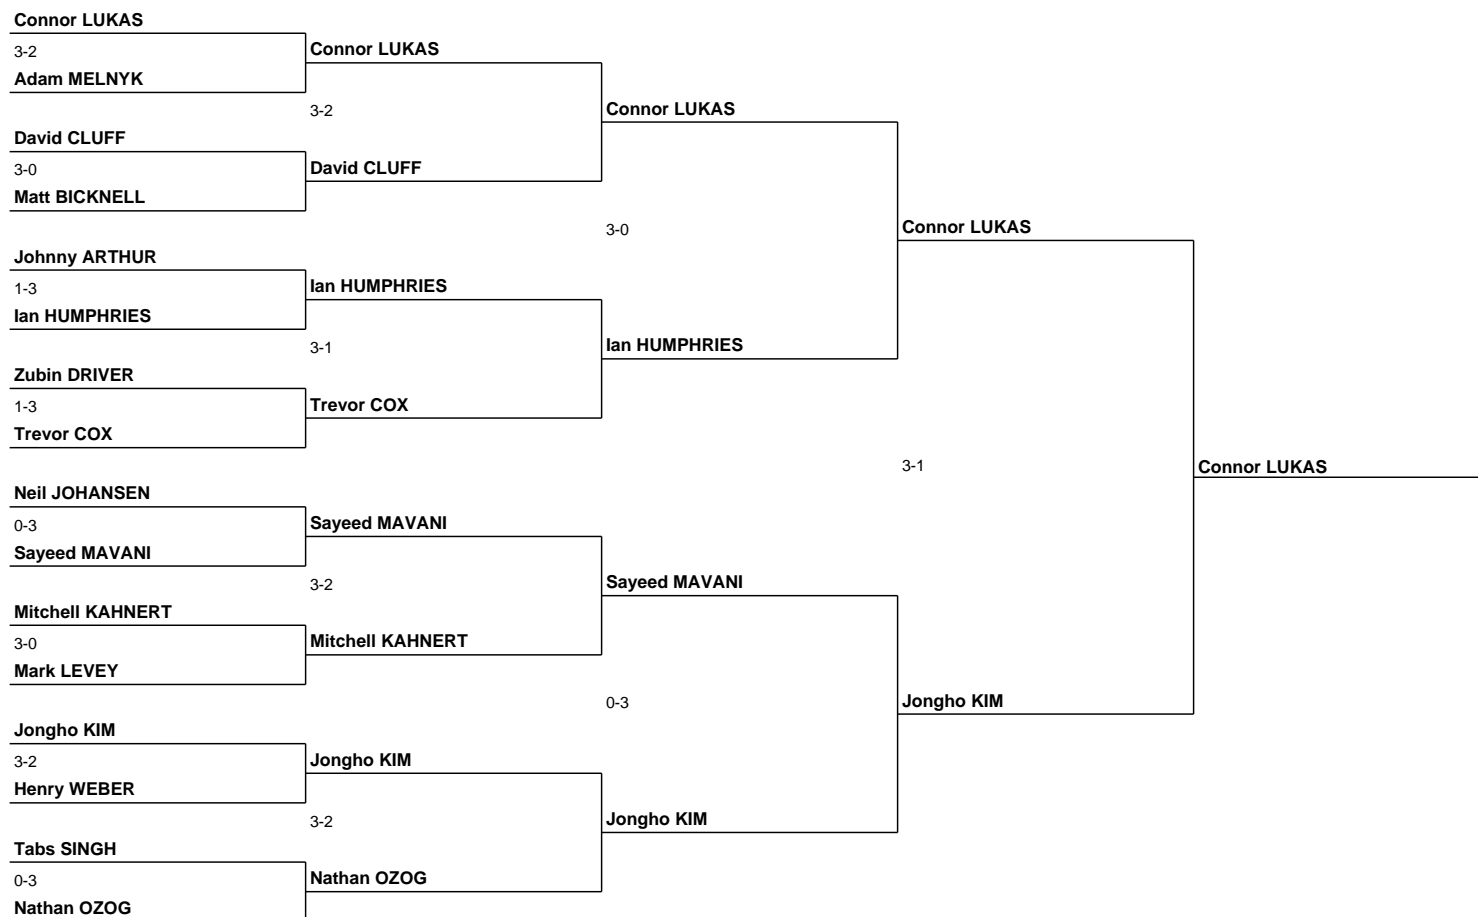 Connor LUKAS
3-2
Adam MELNYK
David CLUFF
3-0
Matt BICKNELL
Johnny ARTHUR
1-3
Ian HUMPHRIES
Zubin DRIVER
1-3
Trevor COX
Neil JOHANSEN
0-3
Sayeed MAVANI
Mitchell KAHNERT
3-0
Mark LEVEY
Jongho KIM
3-2
Henry WEBER
Tabs SINGH
0-3
Nathan OZOG
Connor LUKAS
3-2
David CLUFF
Ian HUMPHRIES
3-1
Trevor COX
Sayeed MAVANI
3-2
Mitchell KAHNERT
Jongho KIM
3-2
Nathan OZOG
Connor LUKAS
3-0
Ian HUMPHRIES
Sayeed MAVANI
0-3
Jongho KIM
Connor LUKAS
3-1
Jongho KIM
Connor LUKAS